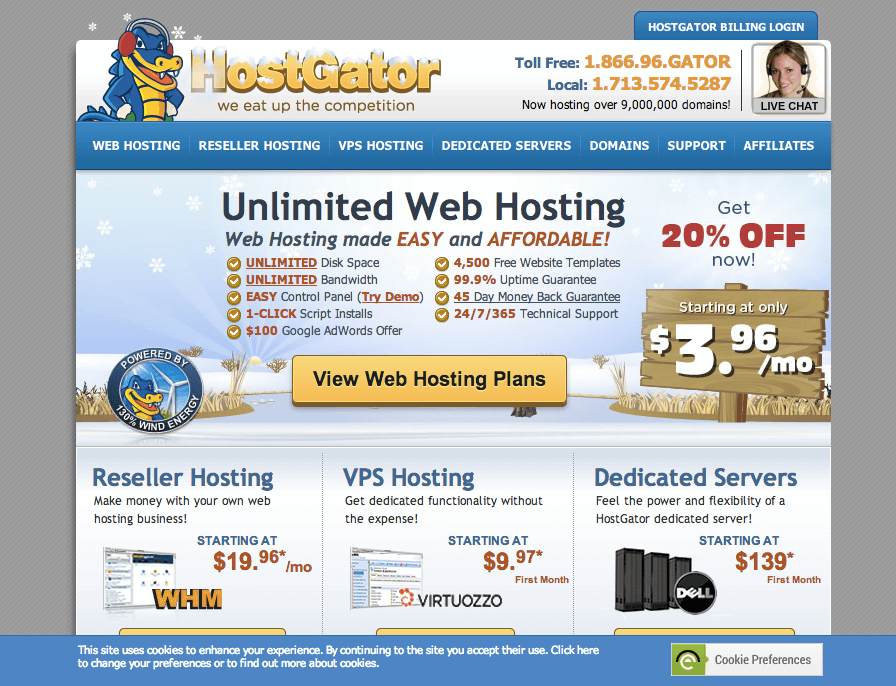 HOSTGATOR BILLING LOGIN
HostGator
we eat up the competition
Toll Free: 1.866.96.GATOR
Local: 1.713.574.5287
Now hosting over 9,000,000 domains!
LIVE CHAT
WEB HOSTING RESELLER HOSTING VPS HOSTING DEDICATED SERVERS DOMAINS SUPPORT AFFILIATES
Unlimited Web Hosting
Web Hosting made EASY and AFFORDABLE!
UNLIMITED Disk Space
UNLIMITED Bandwidth
EASY Control Panel (Try Demo)
1-CLICK Script Installs
$100 Google AdWords Offer
4,500 Free Website Templates
99.9% Uptime Guarantee
45 Day Money Back Guarantee
24/7/365 Technical Support
Get
20% OFF
now!
Starting at only
$3.96
/mo
View Web Hosting Plans
POWERED BY
130% WIND ENERGY
Reseller Hosting
Make money with your own web
hosting business!
STARTING AT
$19.96*/mo
WHM
VPS Hosting
Get dedicated functionality without
the expense!
STARTING AT
$9.97*
First Month
VIRTUOZZO
Dedicated Servers
Feel the power and flexibility of a
HostGator dedicated server!
STARTING AT
$139*
First Month
DELL
This site uses cookies to enhance your experience. By continuing to the site you accept their use. Click here
to change your preferences or to find out more about cookies.
Cookie Preferences